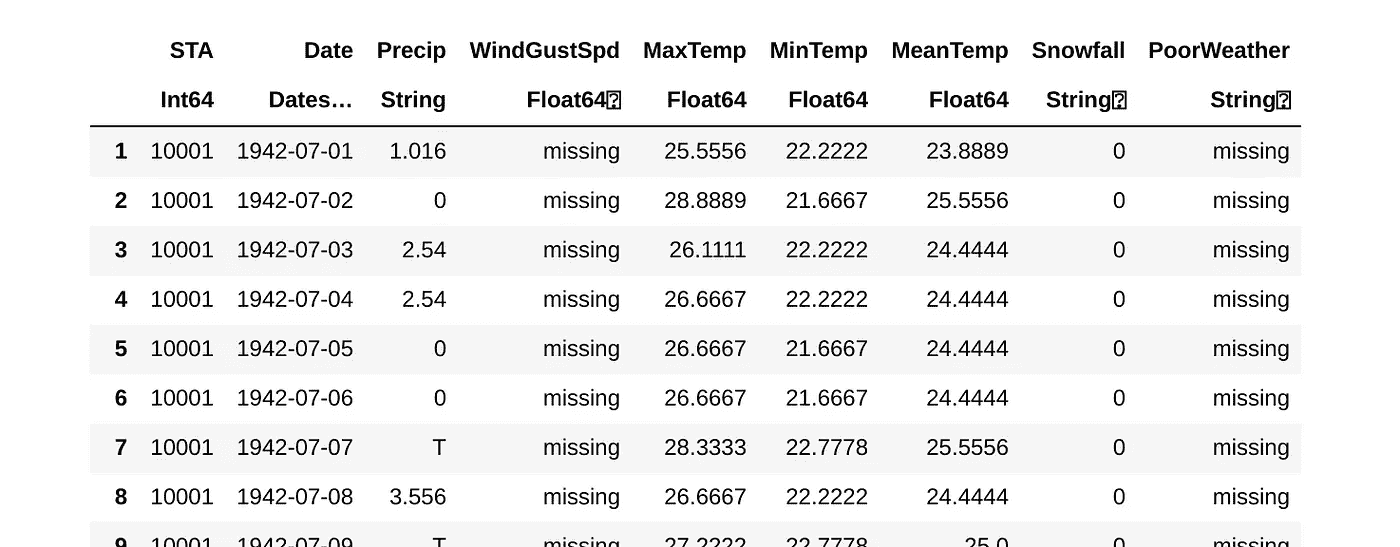 STA Date Precip WindGustSpd MaxTemp MinTemp MeanTemp Snowfall PoorWeather
Int64 Dates… String Float64⍰ Float64 Float64 Float64 String⍰ String⍰
1 10001 1942-07-01 1.016 missing 25.5556 22.2222 23.8889 0 missing
2 10001 1942-07-02 0 missing 28.8889 21.6667 25.5556 0 missing
3 10001 1942-07-03 2.54 missing 26.1111 22.2222 24.4444 0 missing
4 10001 1942-07-04 2.54 missing 26.6667 22.2222 24.4444 0 missing
5 10001 1942-07-05 0 missing 26.6667 21.6667 24.4444 0 missing
6 10001 1942-07-06 0 missing 26.6667 21.6667 24.4444 0 missing
7 10001 1942-07-07 T missing 28.3333 22.7778 25.5556 0 missing
8 10001 1942-07-08 3.556 missing 26.6667 22.2222 24.4444 0 missing
9 10001 1942-07-09 T missing 27.2222 22.7778 25.0 0 missing